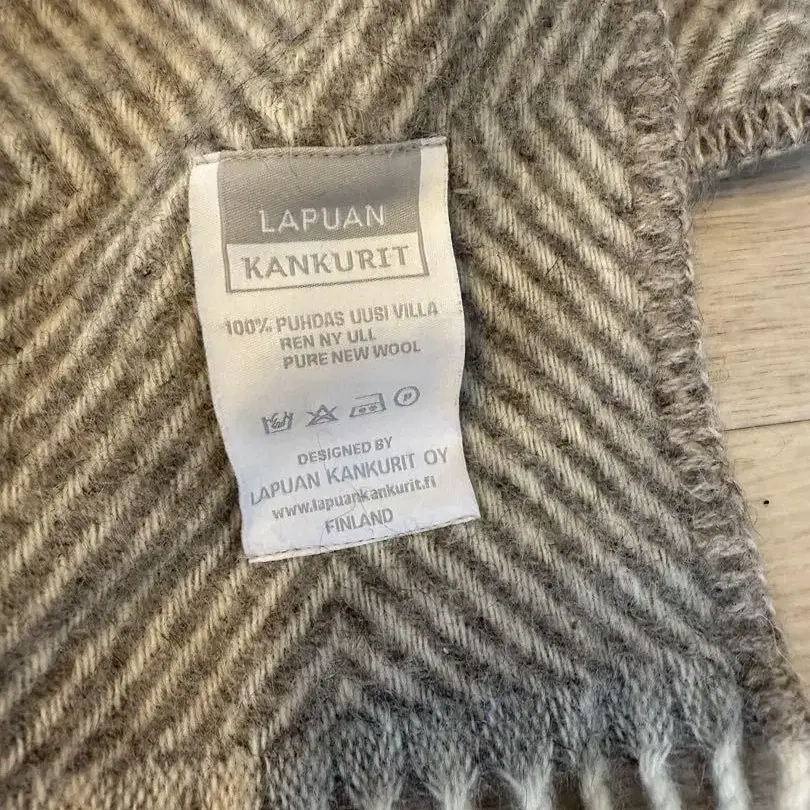 LAPUAN
KANKURIT
100% PUHDAS UUSI VILLA
REN NY ULL
PURE NEW WOOL
P
DESIGNED BY
LAPUAN KANKURIT OY
www.lapuankankurit.fi
FINLAND